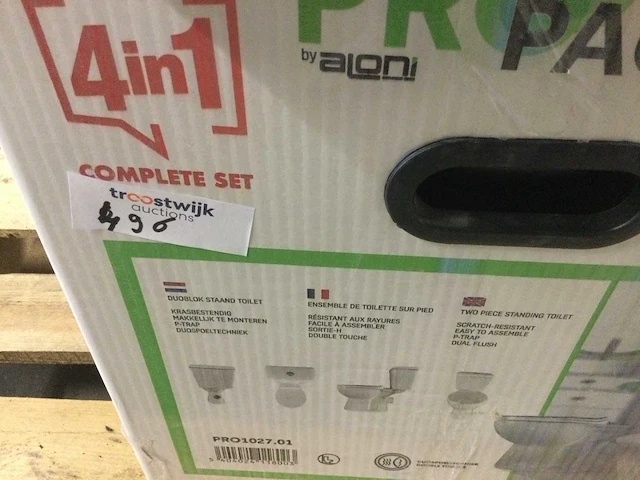 4in1
COMPLETE SET
PRO
by aLoni
PA
troostwijk
auctions
DUOBLOK STAAND TOILET
KRASBESTENDIG
MAKKELIJK TE MONTEREN
P-TRAP
DUOSPOELTECHNIEK
ENSEMBLE DE TOILETTE SUR PIED
RÉSISTANT AUX RAYURES
FACILE À ASSEMBLER
SORTIE-H
DOUBLE TOUCHE
TWO PIECE STANDING TOILET
SCRATCH-RESISTANT
EASY TO ASSEMBLE
P-TRAP
DUAL FLUSH
PRO1027.01